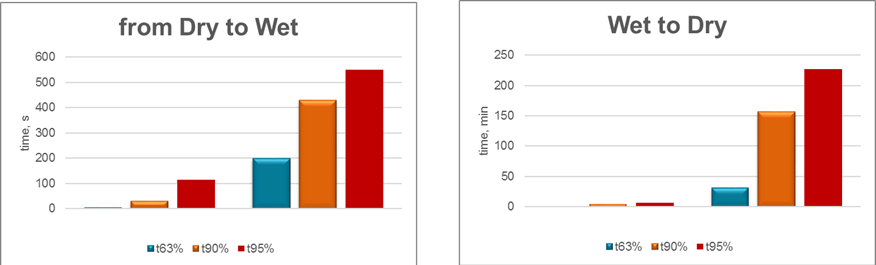 from Dry to Wet
600
500
400
300
200
100
0
time, s
t63% t90% t95%
Wet to Dry
250
200
150
100
50
0
time, min
t63% t90% t95%